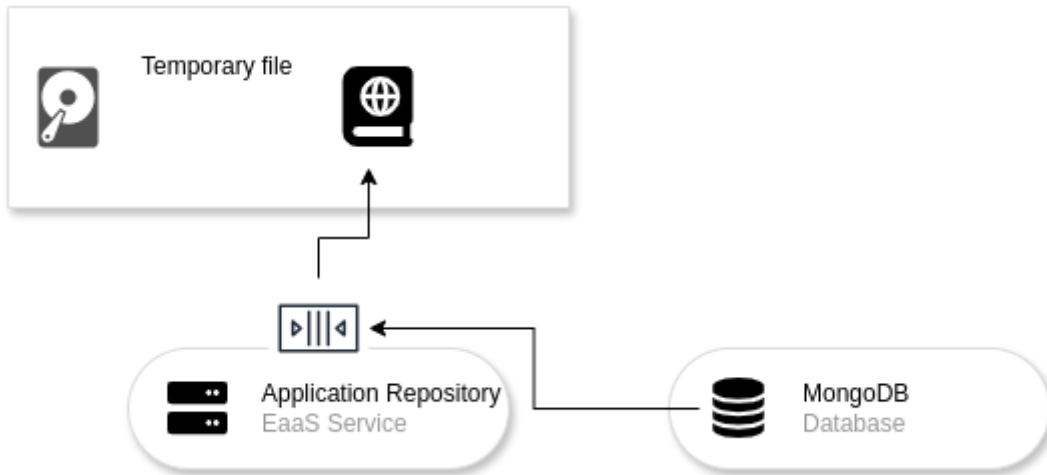 Temporary file
Application Repository
EaaS Service
MongoDB
Database